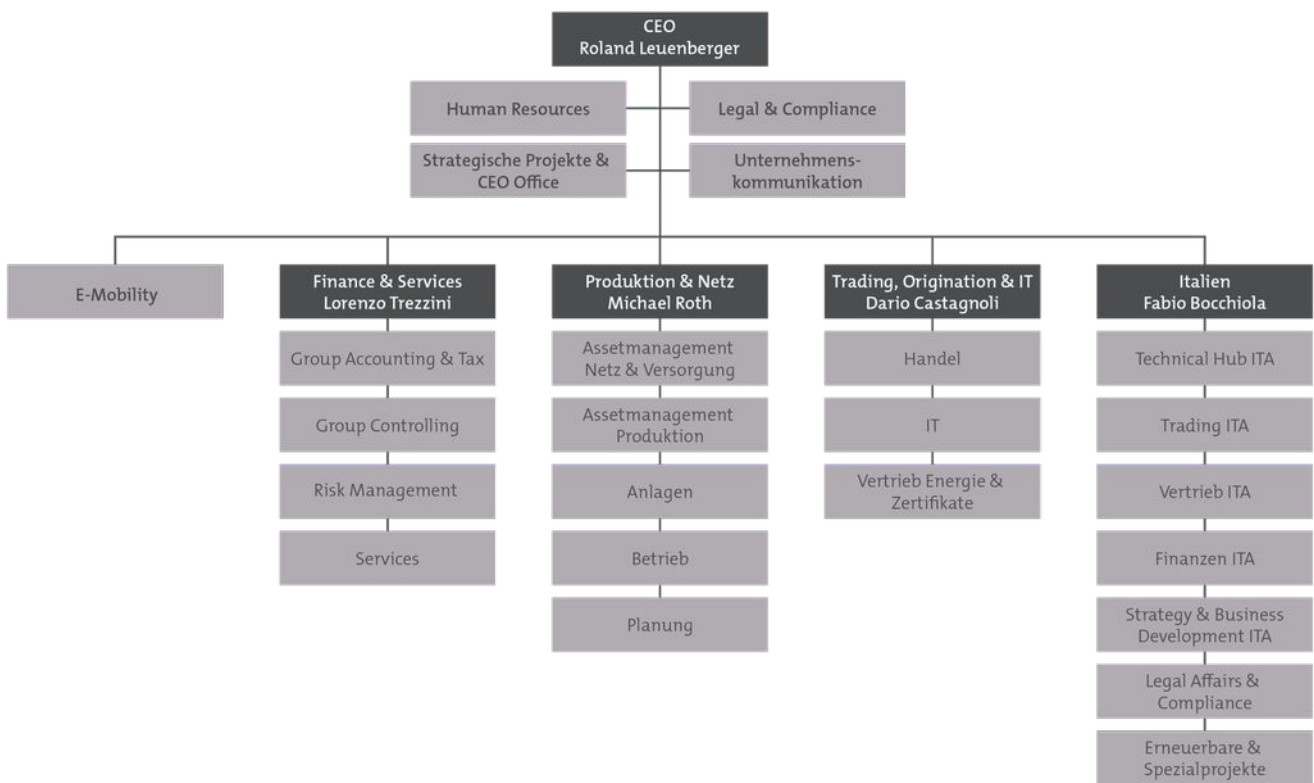 CEO
Roland Leuenberger
Human Resources
Legal & Compliance
Strategische Projekte &
CEO Office
Unternehmens-
kommunikation
E-Mobility
Finance & Services
Lorenzo Trezzini
Group Accounting & Tax
Group Controlling
Risk Management
Services
Produktion & Netz
Michael Roth
Assetmanagement
Netz & Versorgung
Assetmanagement
Produktion
Anlagen
Betrieb
Planung
Trading, Origination & IT
Dario Castagnoli
Handel
IT
Vertrieb Energie &
Zertifikate
Italien
Fabio Bocchiola
Technical Hub ITA
Trading ITA
Vertrieb ITA
Finanzen ITA
Strategy & Business
Development ITA
Legal Affairs &
Compliance
Erneuerbare &
Spezialprojekte